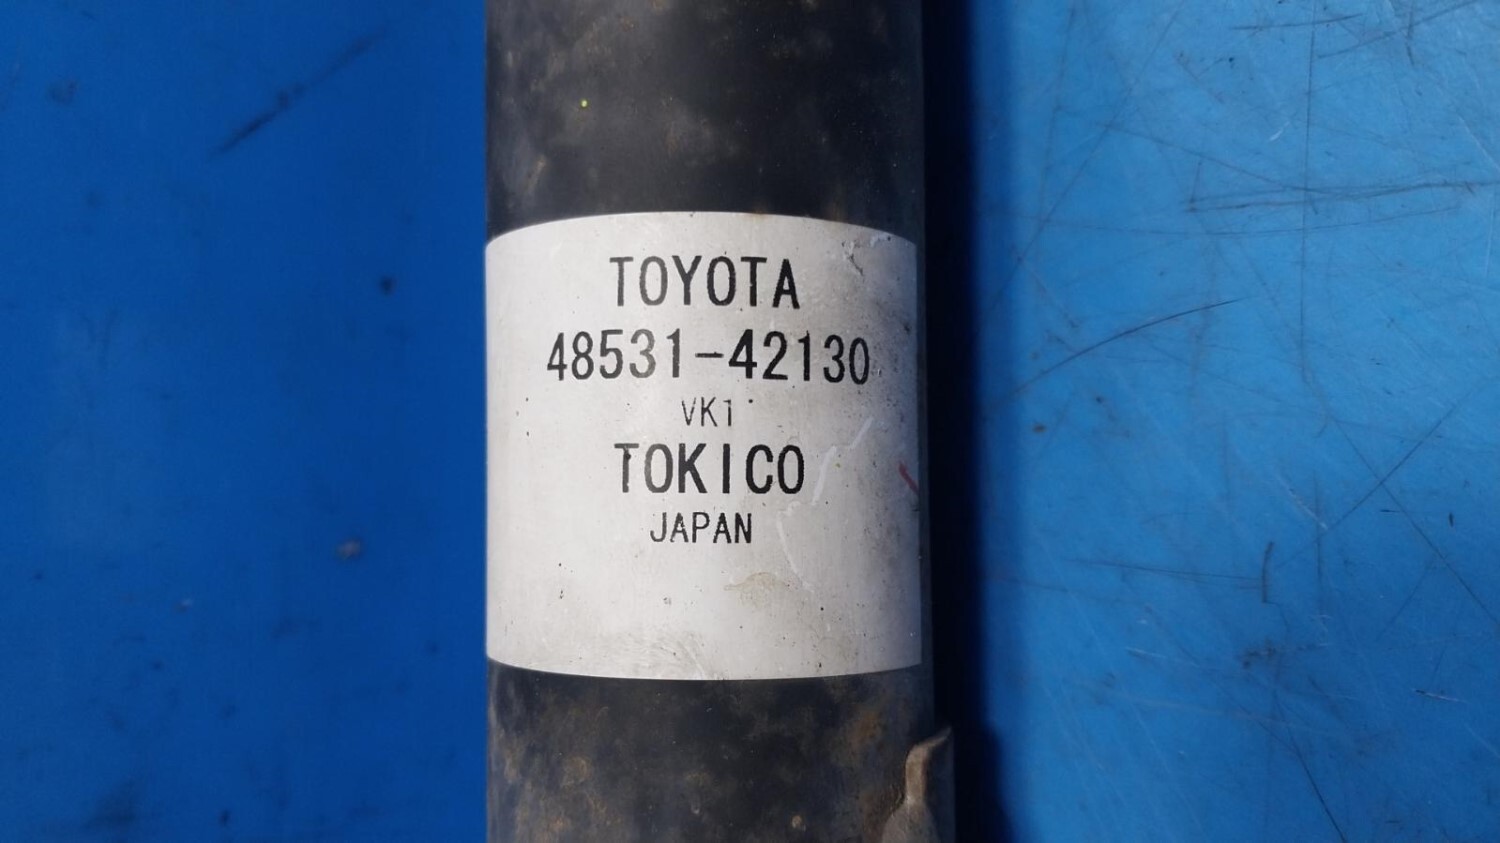 TOYOTA
48531-42130
VK1
TOKICO
JAPAN